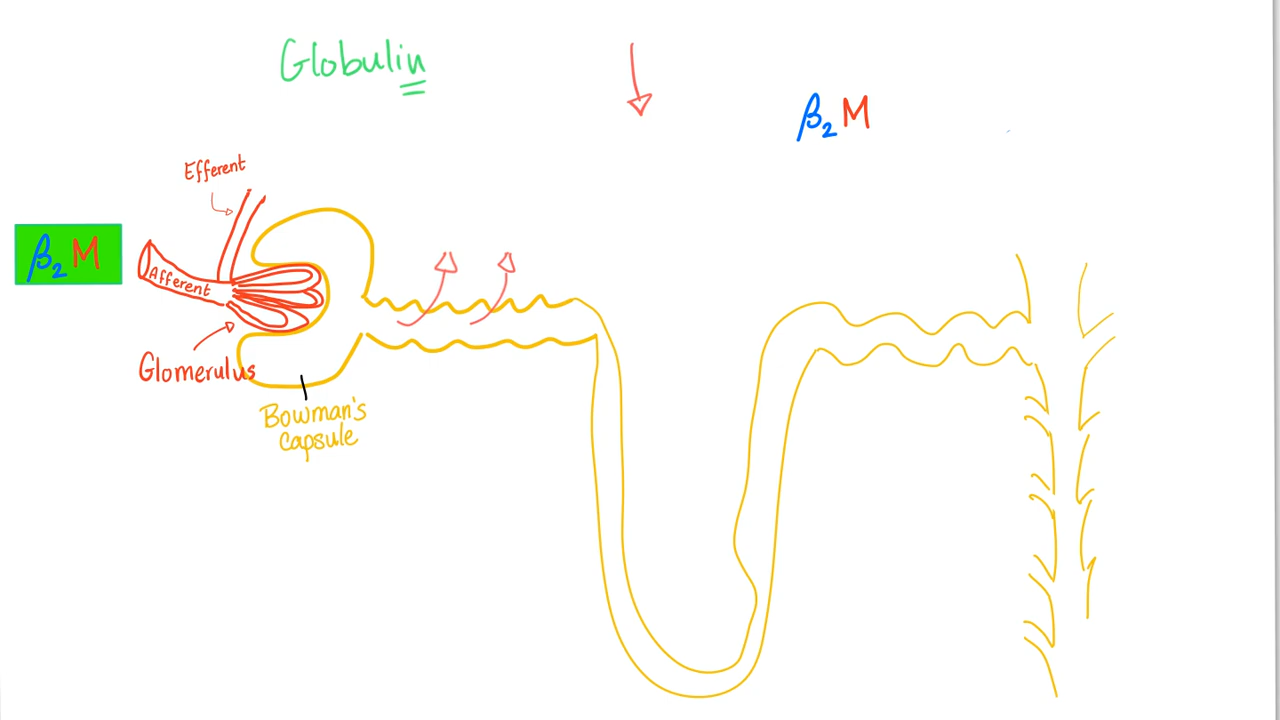 Globulin
β₂M
Efferent
β₂M
Afferent
Glomerulus
Bowman's
Capsule